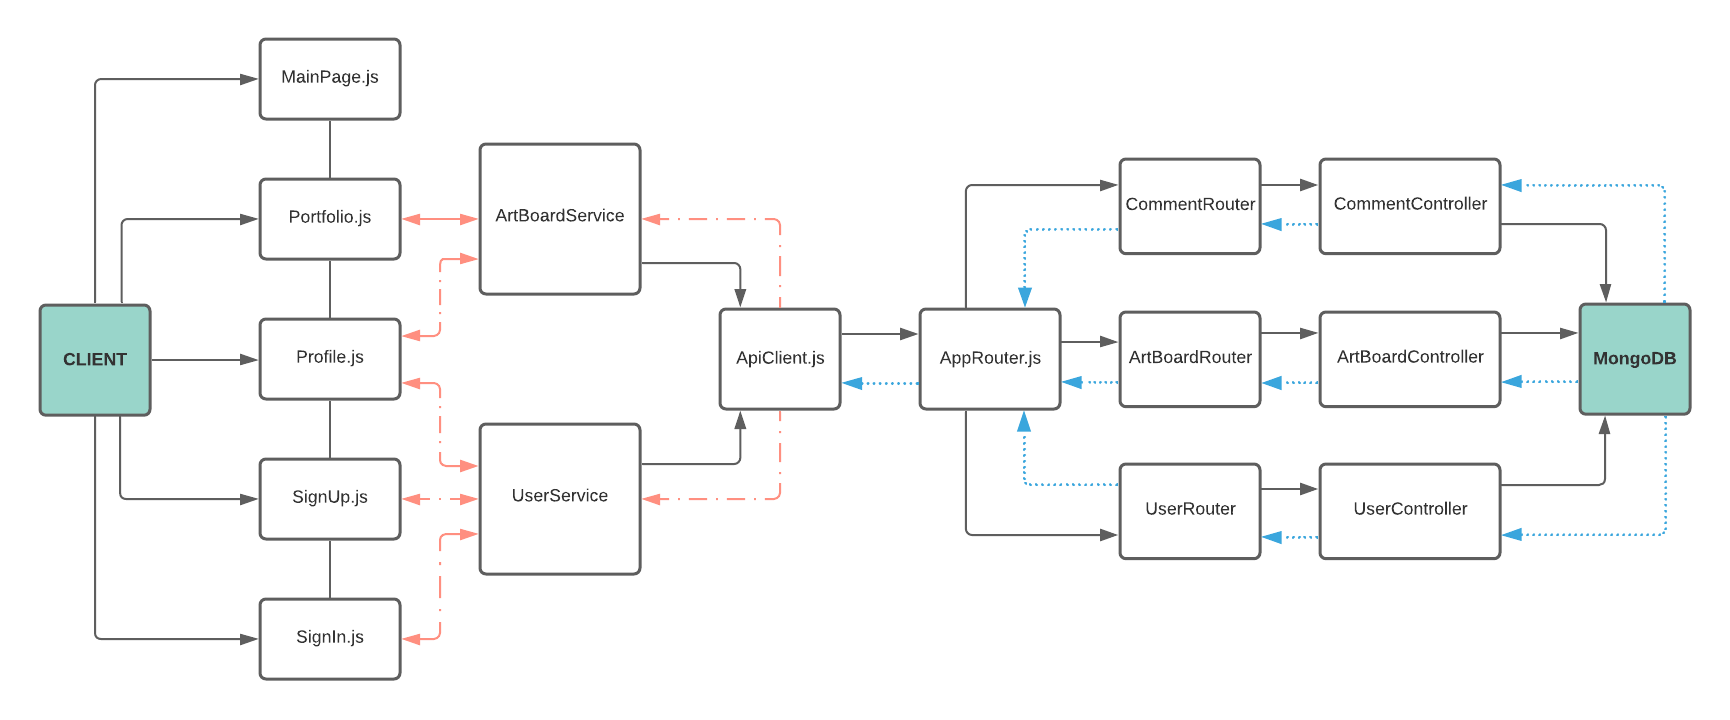 MainPage.js
Portfolio.js
Profile.js
SignUp.js
SignIn.js
CLIENT
ArtBoardService
UserService
ApiClient.js
AppRouter.js
CommentRouter
CommentController
ArtBoardRouter
ArtBoardController
UserRouter
UserController
MongoDB